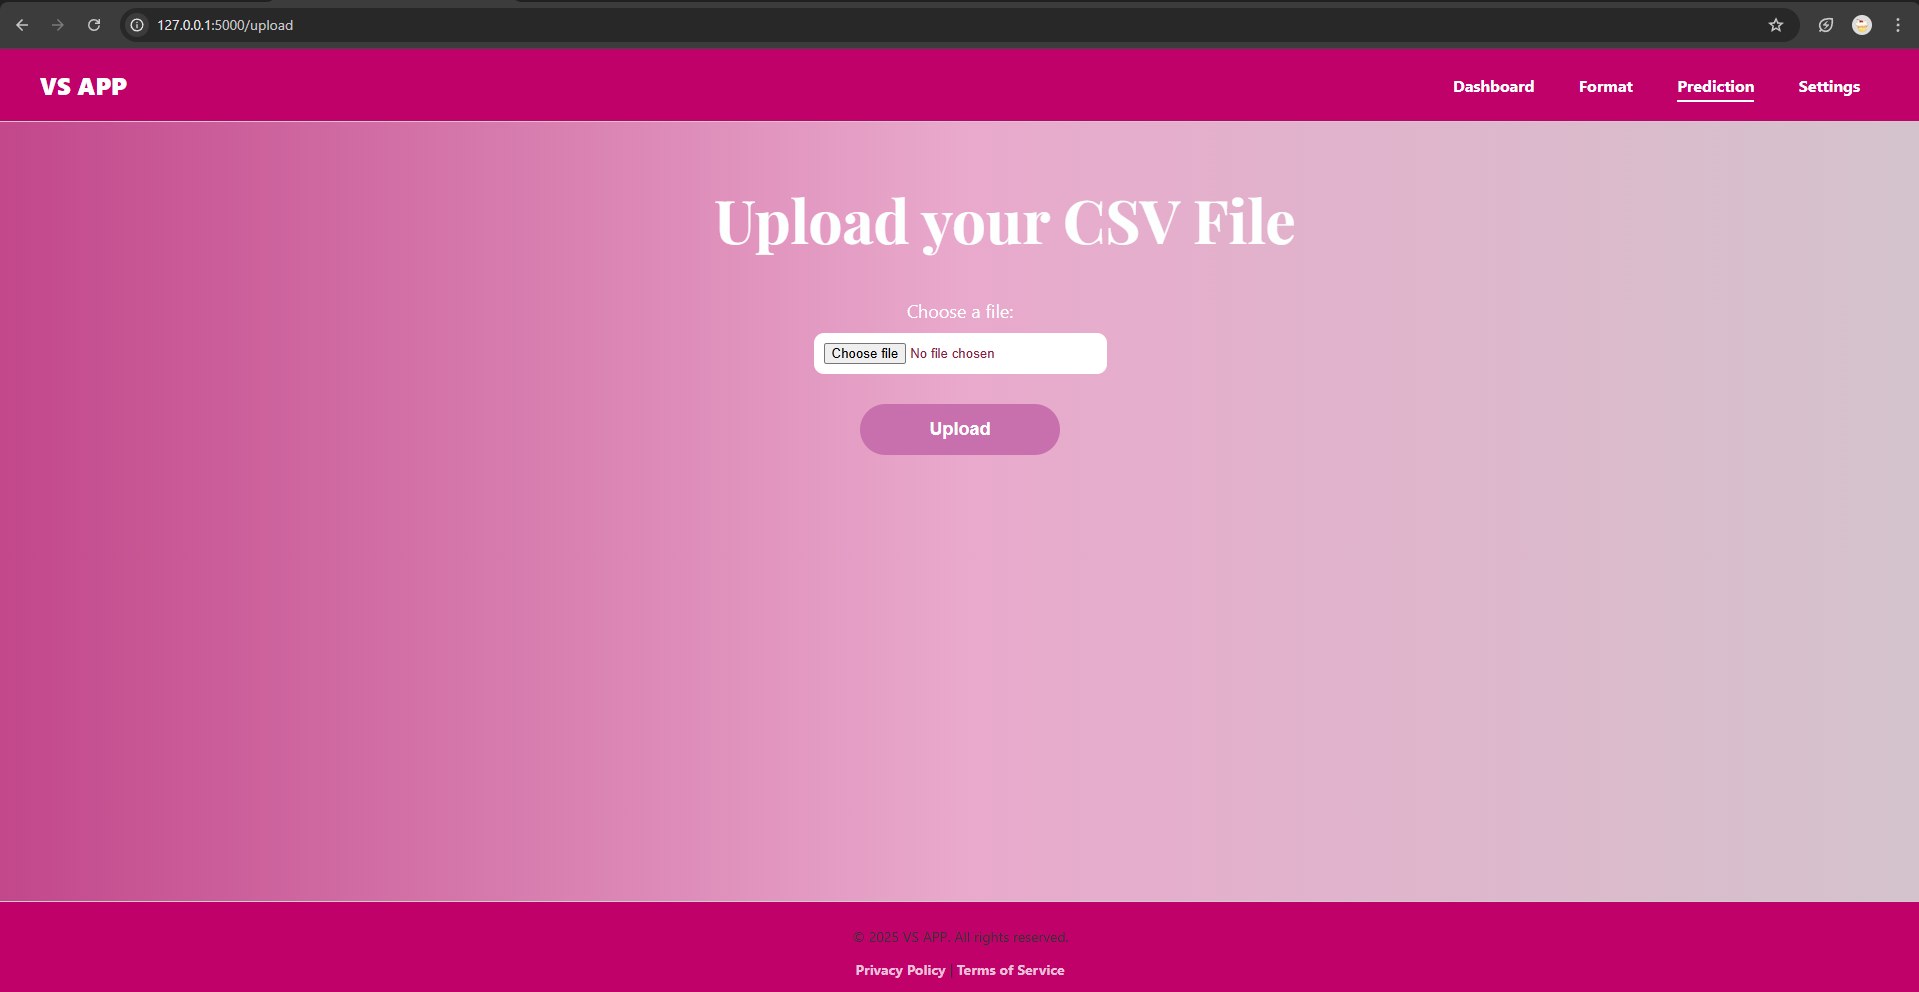 127.0.0.1:5000/upload
VS APP
Dashboard Format Prediction Settings
Upload your CSV File
Choose a file:
Choose file No file chosen
Upload
© 2025 VS APP. All rights reserved.
Privacy Policy | Terms of Service